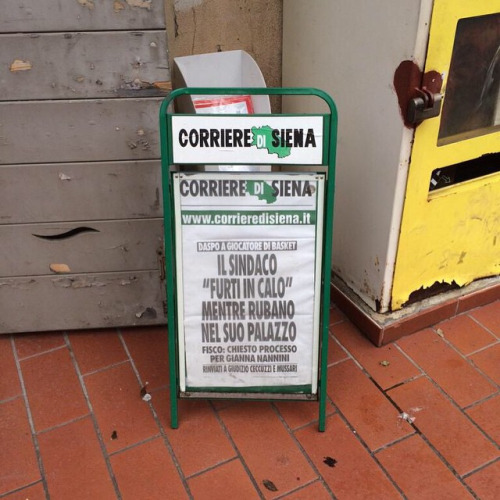 CORRIERE DI SIENA
CORRIERE DI SIENA
www.corrieredisiena.it
DASPO A GIOCATORE DI BASKET
IL SINDACO
"FURTI IN CALO"
MENTRE RUBANO
NEL SUO PALAZZO
FISCO: CHIESTO PROCESSO
PER GIANNA NANNINI
RINVIATI A GIUDIZIO CECCUZZI E MUSSARI